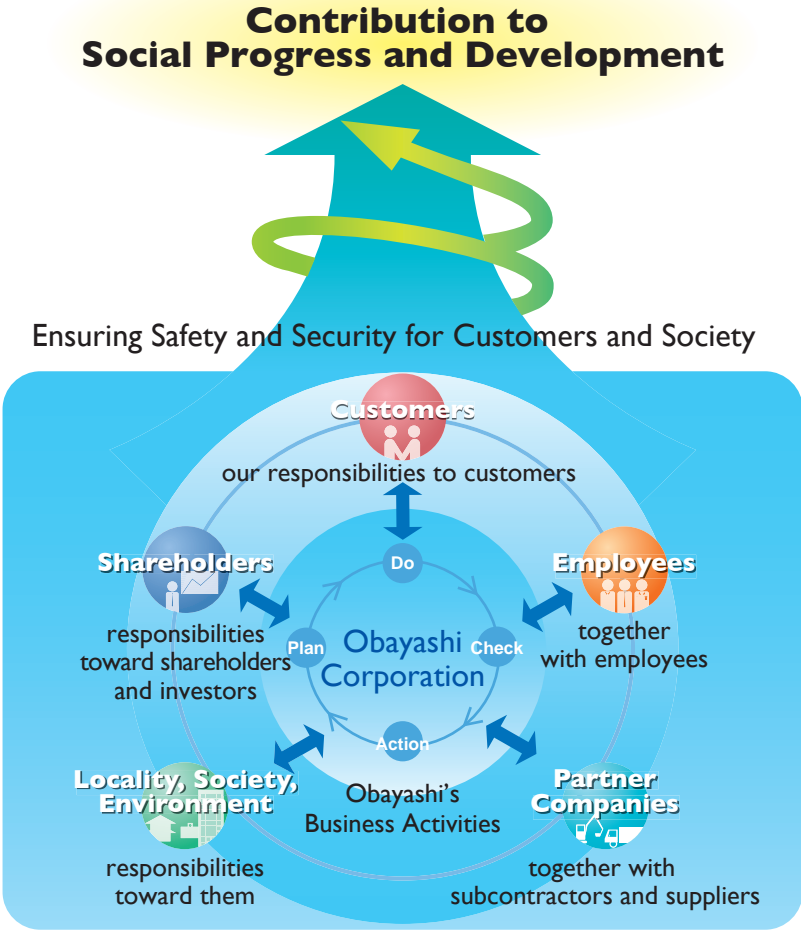 Contribution to
Social Progress and Development
Ensuring Safety and Security for Customers and Society
Customers
our responsibilities to customers
Shareholders
responsibilities
toward shareholders
and investors
Employees
together
with employees
Do
Plan
Check
Action
Obayashi
Corporation
Obayashi's
Business Activities
Locality, Society,
Environment
responsibilities
toward them
Partner
Companies
together with
subcontractors and suppliers